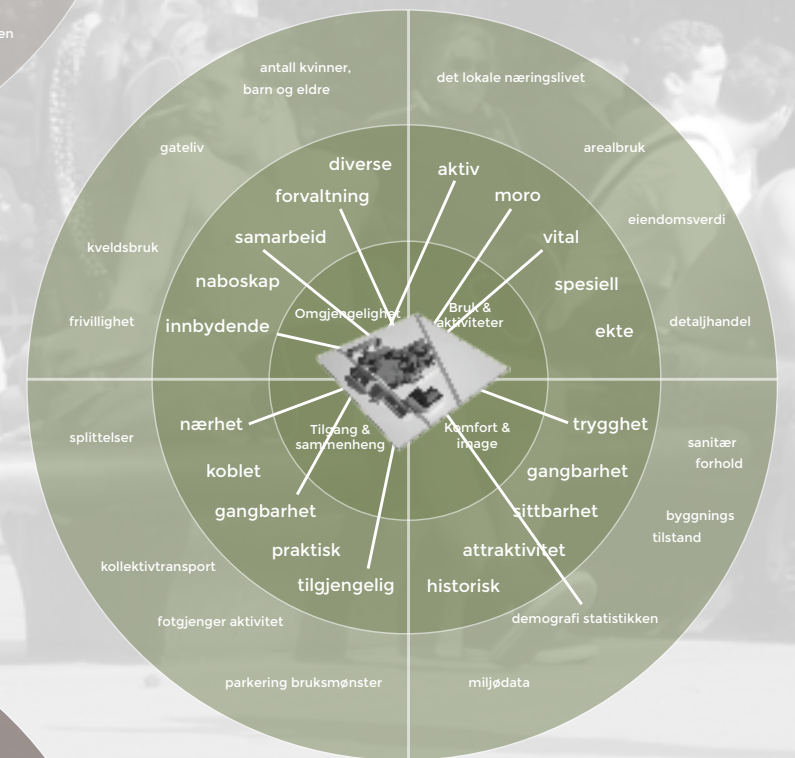 en
antall kvinner,
barn og eldre
det lokale næringslivet
gateliv
arealbruk
diverse
aktiv
forvaltning
moro
eiendomsverdi
samarbeid
vital
kveldsbruk
naboskap
spesiell
Omgjengelighet
Bruk &
aktiviteter
frivillighet
innbydende
ekte
detaljhandel
nærhet
Tilgang &
sammenheng
Komfort &
image
trygghet
splittelser
sanitær
forhold
koblet
gangbarhet
gangbarhet
sittbarhet
byggnings
tilstand
praktisk
attraktivitet
kollektivtransport
tilgjengelig
historisk
fotgjenger aktivitet
demografi statistikken
parkering bruksmønster
miljødata